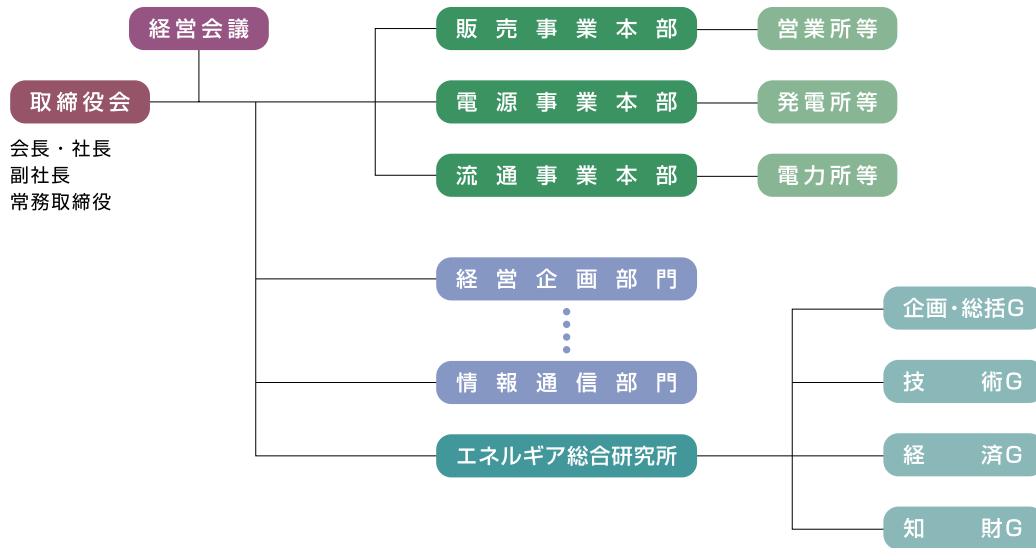 経営会議
取締役会
会長・社長
副社長
常務取締役
販売事業本部
営業所等
電源事業本部
発電所等
流通事業本部
電力所等
経営企画部門
情報通信部門
エネルギア総合研究所
企画・総括G
技術G
経済G
知財G